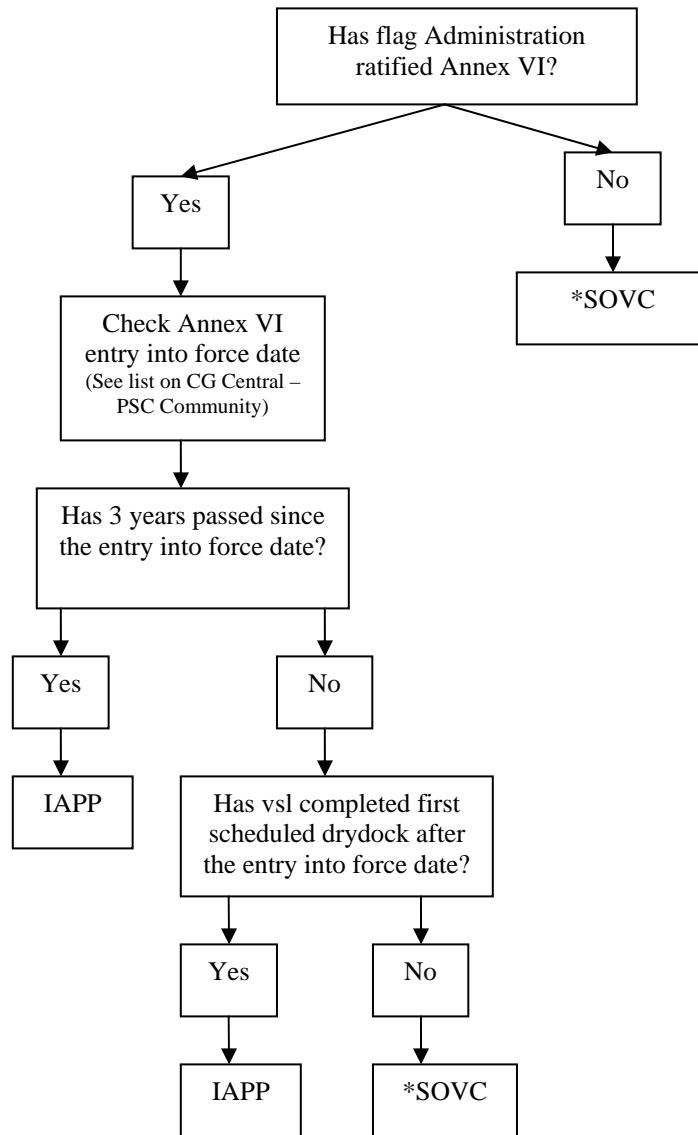 Has flag Administration
ratified Annex VI?
Yes
No
*SOVC
Check Annex VI
entry into force date
(See list on CG Central –
PSC Community)
Has 3 years passed since
the entry into force date?
Yes
No
IAPP
Has vsl completed first
scheduled drydock after
the entry into force date?
Yes
No
IAPP
*SOVC